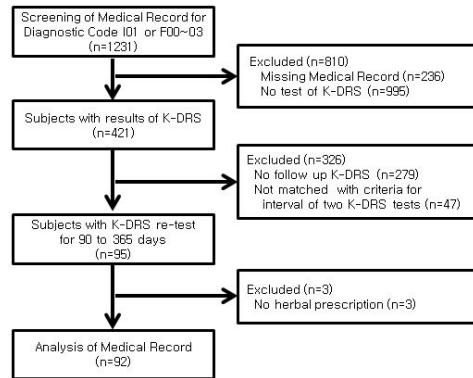 Screening of Medical Record for
Diagnostic Code I01 or F00~03
(n=1231)
Excluded (n=810)
Missing Medical Record (n=236)
No test of K-DRS (n=995)
Subjects with results of K-DRS
(n=421)
Excluded (n=326)
No follow up K-DRS (n=279)
Not matched with criteria for
interval of two K-DRS tests (n=47)
Subjects with K-DRS re-test
for 90 to 365 days
(n=95)
Excluded (n=3)
No herbal prescription (n=3)
Analysis of Medical Record
(n=92)